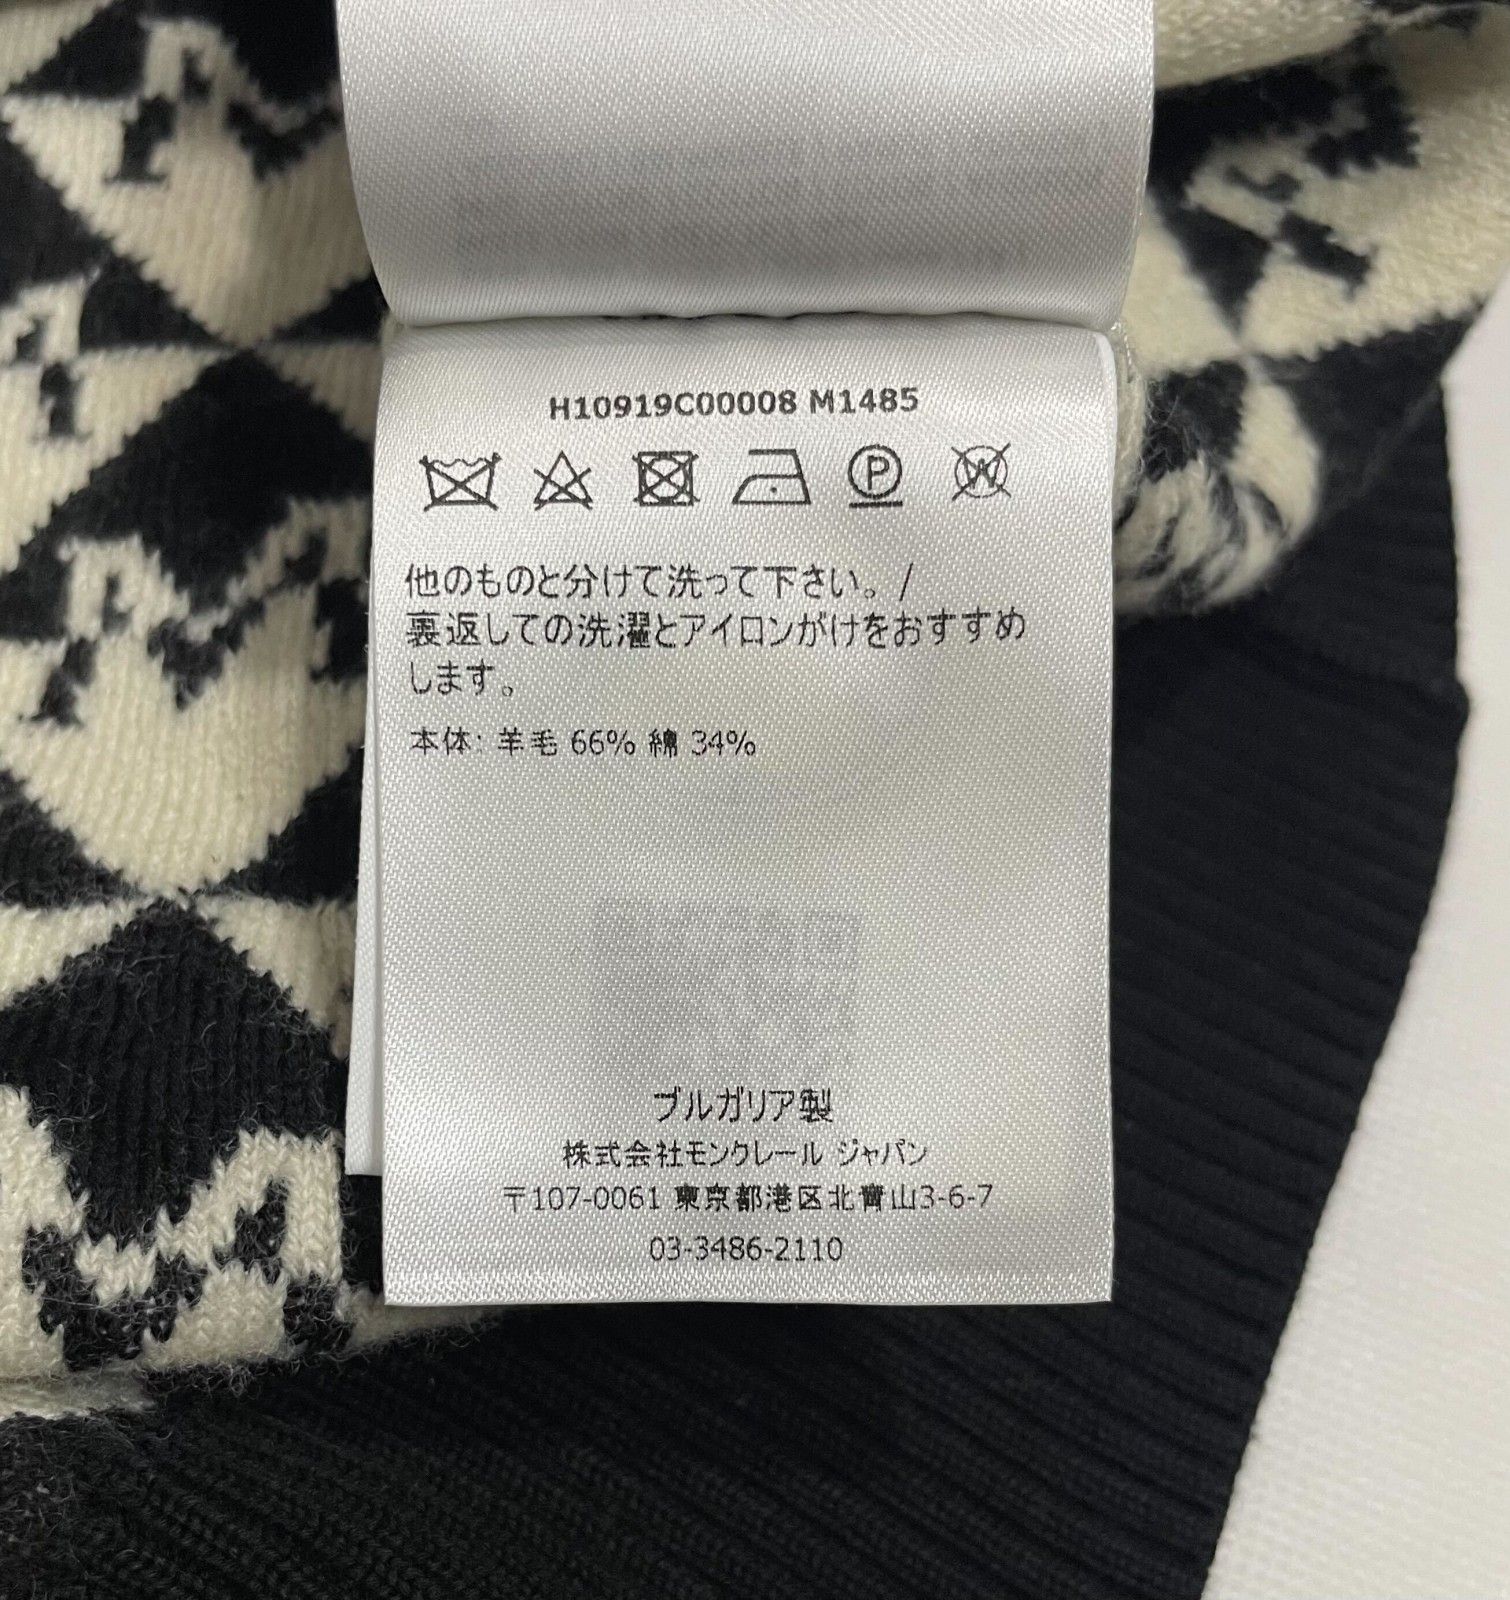 H10919C00008 M1485
P W
他のものと分けて洗って下さい。/
裏返しての洗濯とアイロンがけをおすすめ
します。
本体: 羊毛 66% 綿 34%
ブルガリア製
株式会社モンクレール ジャパン
〒107-0061 東京都港区北青山3-6-7
03-3486-2110